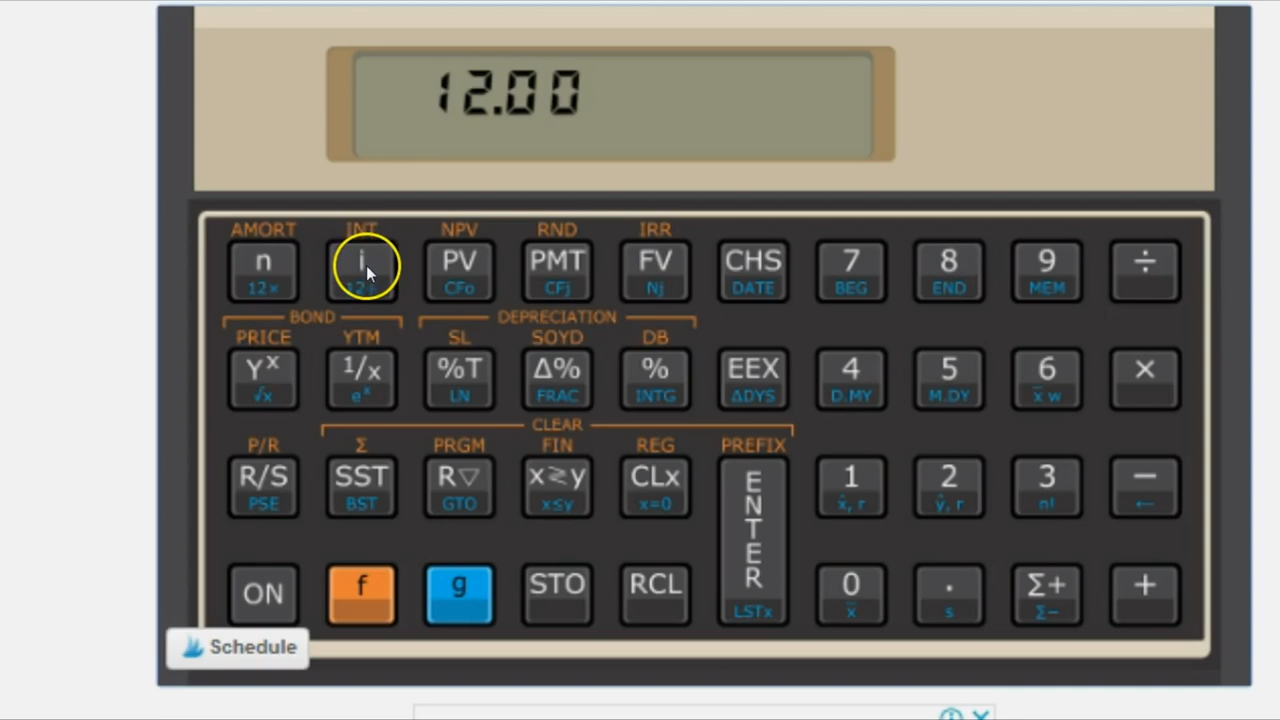 12.00
AMORT INT NPV RND IRR
n i PV PMT FV CHS 7 8 9 ÷
12× CFo CFj Nj DATE BEG END MEM
BOND DEPRECIATION
PRICE YTM SL SOYD DB
Yx 1/x %T Δ% % EEX 4 5 6 ×
√x ex LN FRAC INTG ΔDYS D.MY M.DY x̄ w
CLEAR
P/R Σ PRGM FIN REG PREFIX
R/S SST R▽ x≷y CLx ENTER 1 2 3 −
PSE BST GTO x≤y x=0 x̂, r ŷ, r n! ←
ON f g STO RCL 0 . Σ+ +
LSTx x̄ s Σ−
Schedule